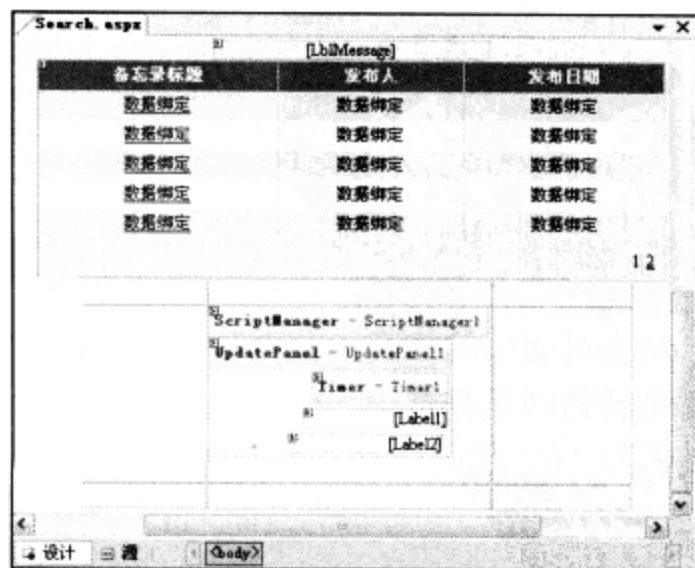 Search.aspx
[LblMessage]
备忘录标题 发布人 发布日期
数据绑定 数据绑定 数据绑定
数据绑定 数据绑定 数据绑定
数据绑定 数据绑定 数据绑定
数据绑定 数据绑定 数据绑定
数据绑定 数据绑定 数据绑定
1 2
ScriptManager - ScriptManager1
UpdatePanel - UpdatePanel1
Timer - Timer1
[Label1]
[Label2]
设计 源 <body>